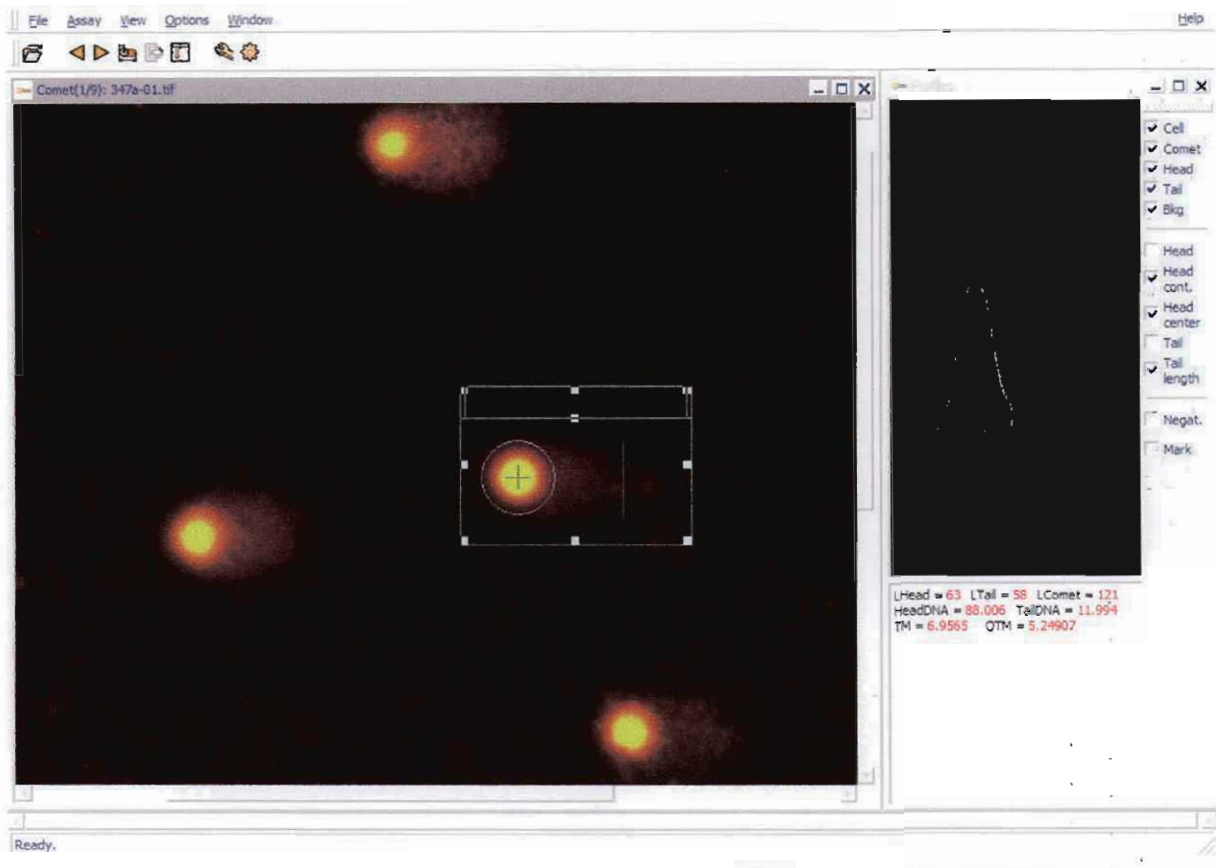 File Assay View Options Window Help
Comet(1/9): 347a-01.tif
Cell
Comet
Head
Tail
Bkg
Head
Head
cont.
Head
center
Tail
Tail
length
Negat.
Mark
LHead = 63 LTail = 58 LComet = 121
HeadDNA = 88.006 TailDNA = 11.994
TM = 6.9565 OTM = 5.24907
Ready.